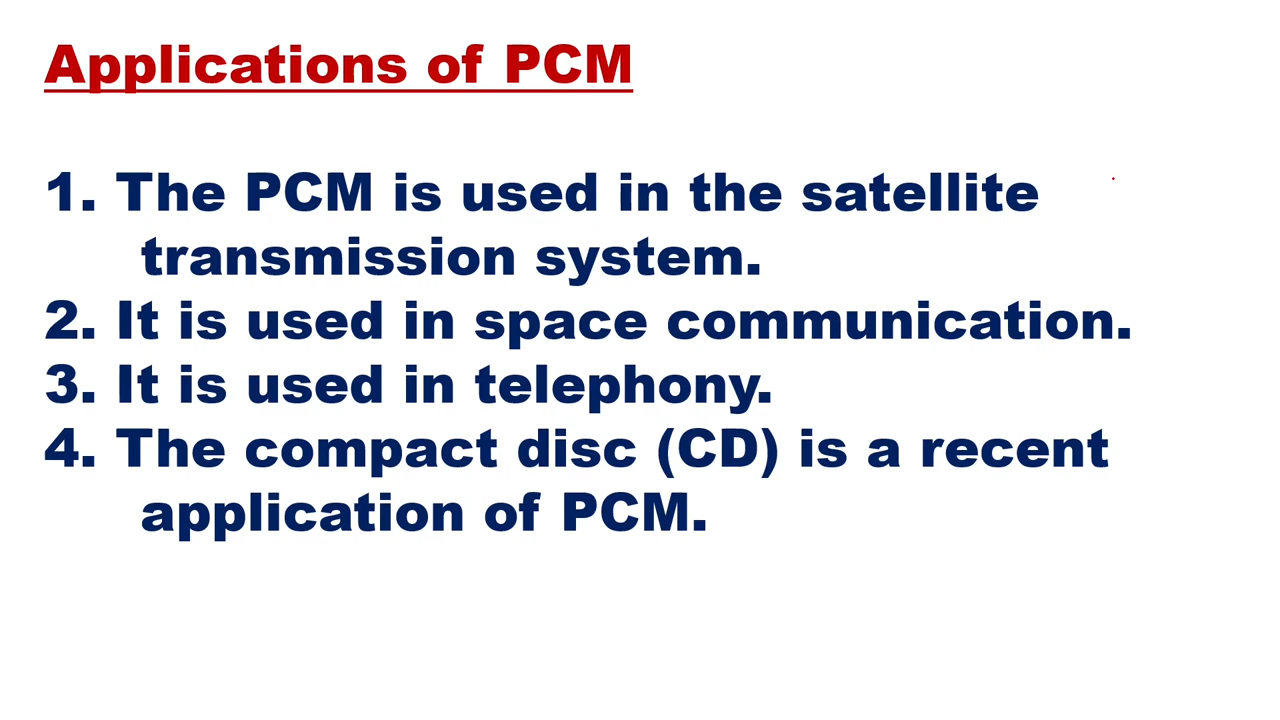 Applications of PCM
1. The PCM is used in the satellite
transmission system.
2. It is used in space communication.
3. It is used in telephony.
4. The compact disc (CD) is a recent
application of PCM.